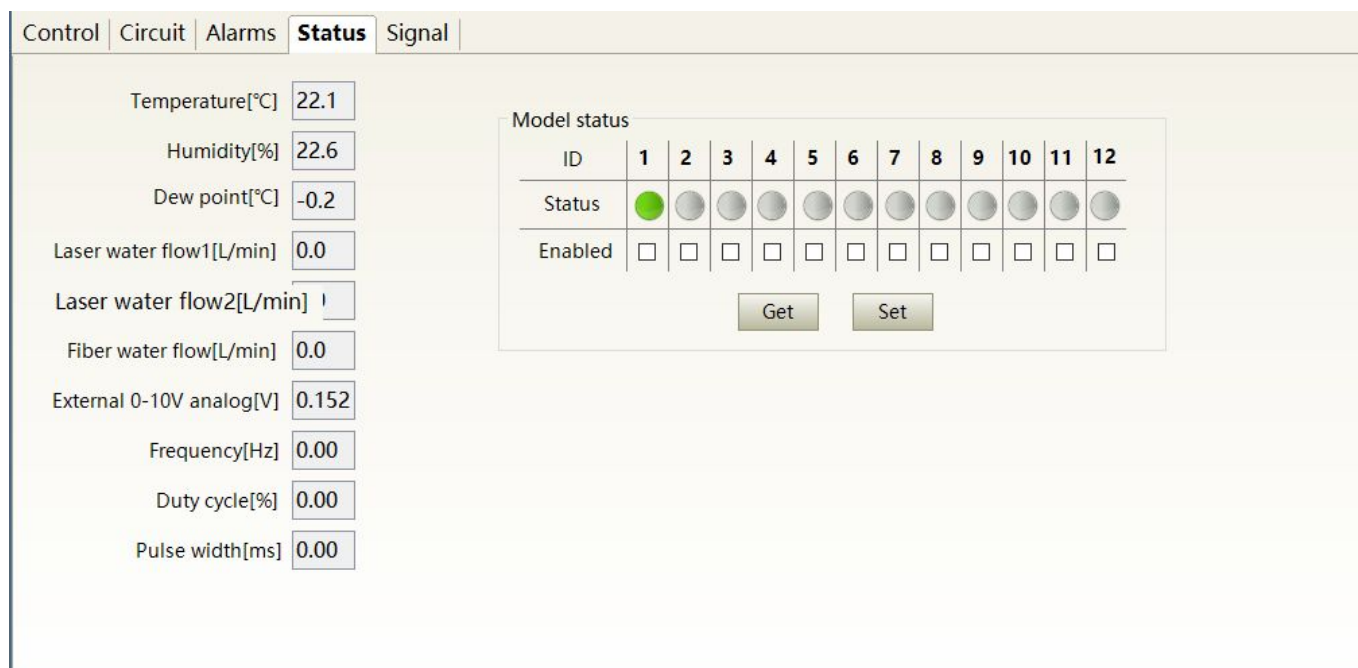 Control Circuit Alarms Status Signal
Temperature[℃] 22.1
Humidity[%] 22.6
Dew point[℃] -0.2
Laser water flow1[L/min] 0.0
Laser water flow2[L/min]
Fiber water flow[L/min] 0.0
External 0-10V analog[V] 0.152
Frequency[Hz] 0.00
Duty cycle[%] 0.00
Pulse width[ms] 0.00
Model status
ID 1 2 3 4 5 6 7 8 9 10 11 12
Status
Enabled
Get Set